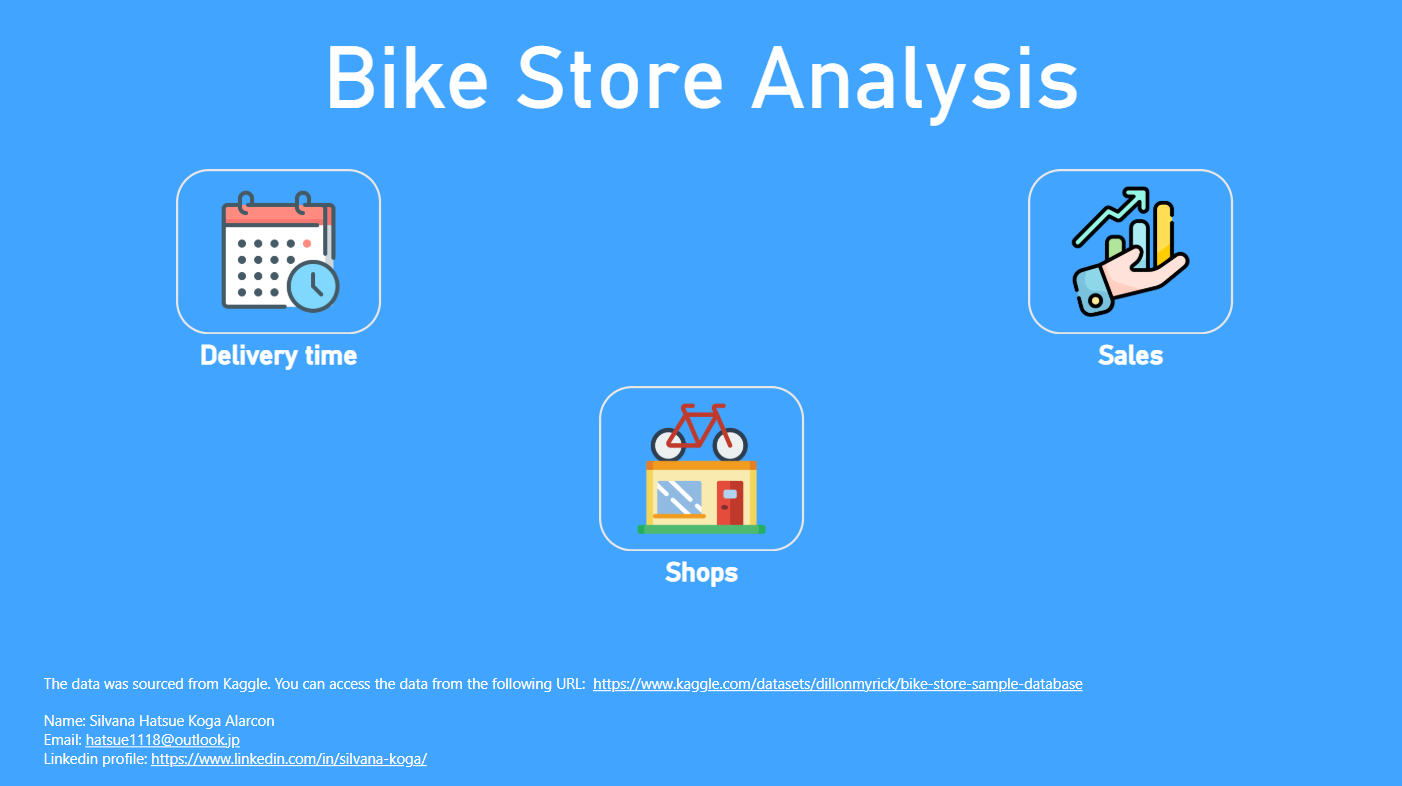 Bike Store Analysis
Delivery time
Sales
Shops
The data was sourced from Kaggle. You can access the data from the following URL: https://www.kaggle.com/datasets/dillonmyrick/bike-store-sample-database
Name: Silvana Hatsue Koga Alarcon
Email: hatsue1118@outlook.jp
Linkedin profile: https://www.linkedin.com/in/silvana-koga/